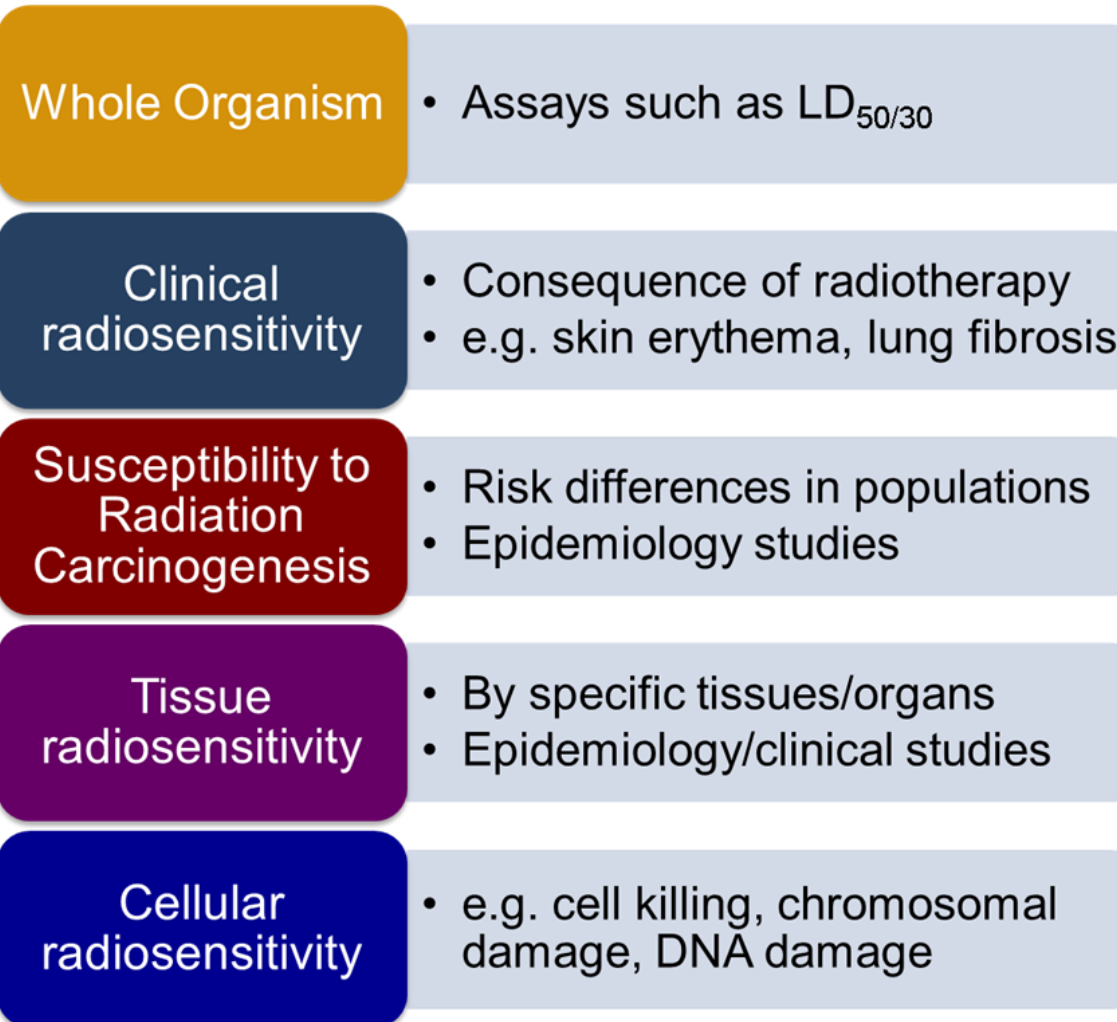 Whole Organism
• Assays such as LD50/30
Clinical
radiosensitivity
• Consequence of radiotherapy
• e.g. skin erythema, lung fibrosis
Susceptibility to
Radiation
Carcinogenesis
• Risk differences in populations
• Epidemiology studies
Tissue
radiosensitivity
• By specific tissues/organs
• Epidemiology/clinical studies
Cellular
radiosensitivity
• e.g. cell killing, chromosomal
damage, DNA damage